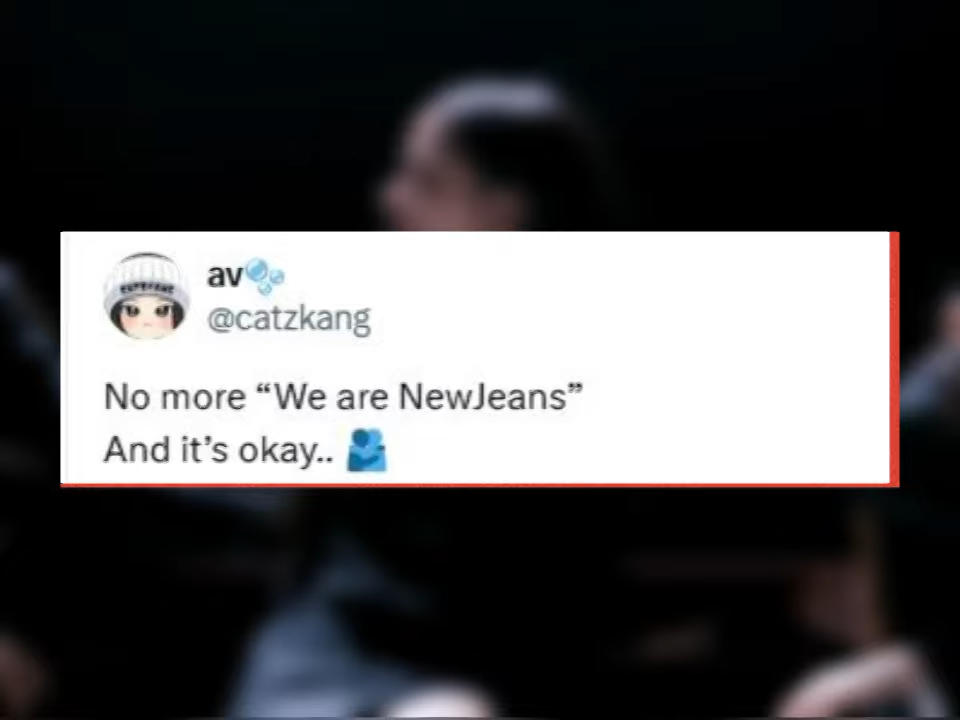 av🫧
@catzkang
No more “We are NewJeans”
And it’s okay.. 🫂